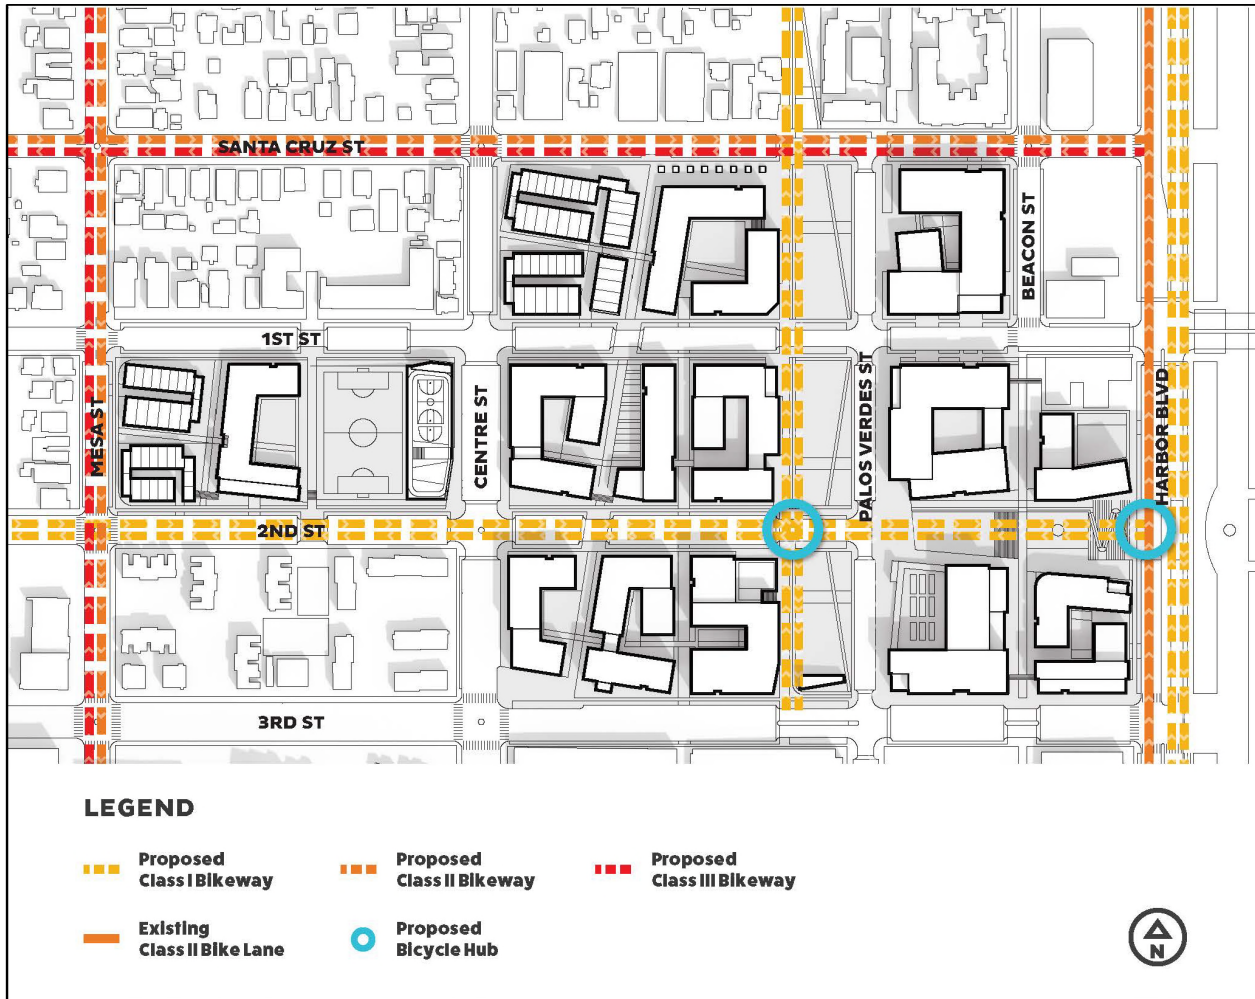 SANTA CRUZ ST
BEACON ST
1ST ST
MESA ST
CENTRE ST
PALOS VERDES ST
HARBOR BLVD
2ND ST
3RD ST
LEGEND
Proposed
Class I Bikeway
Proposed
Class II Bikeway
Proposed
Class III Bikeway
Existing
Class II Bike Lane
Proposed
Bicycle Hub
N